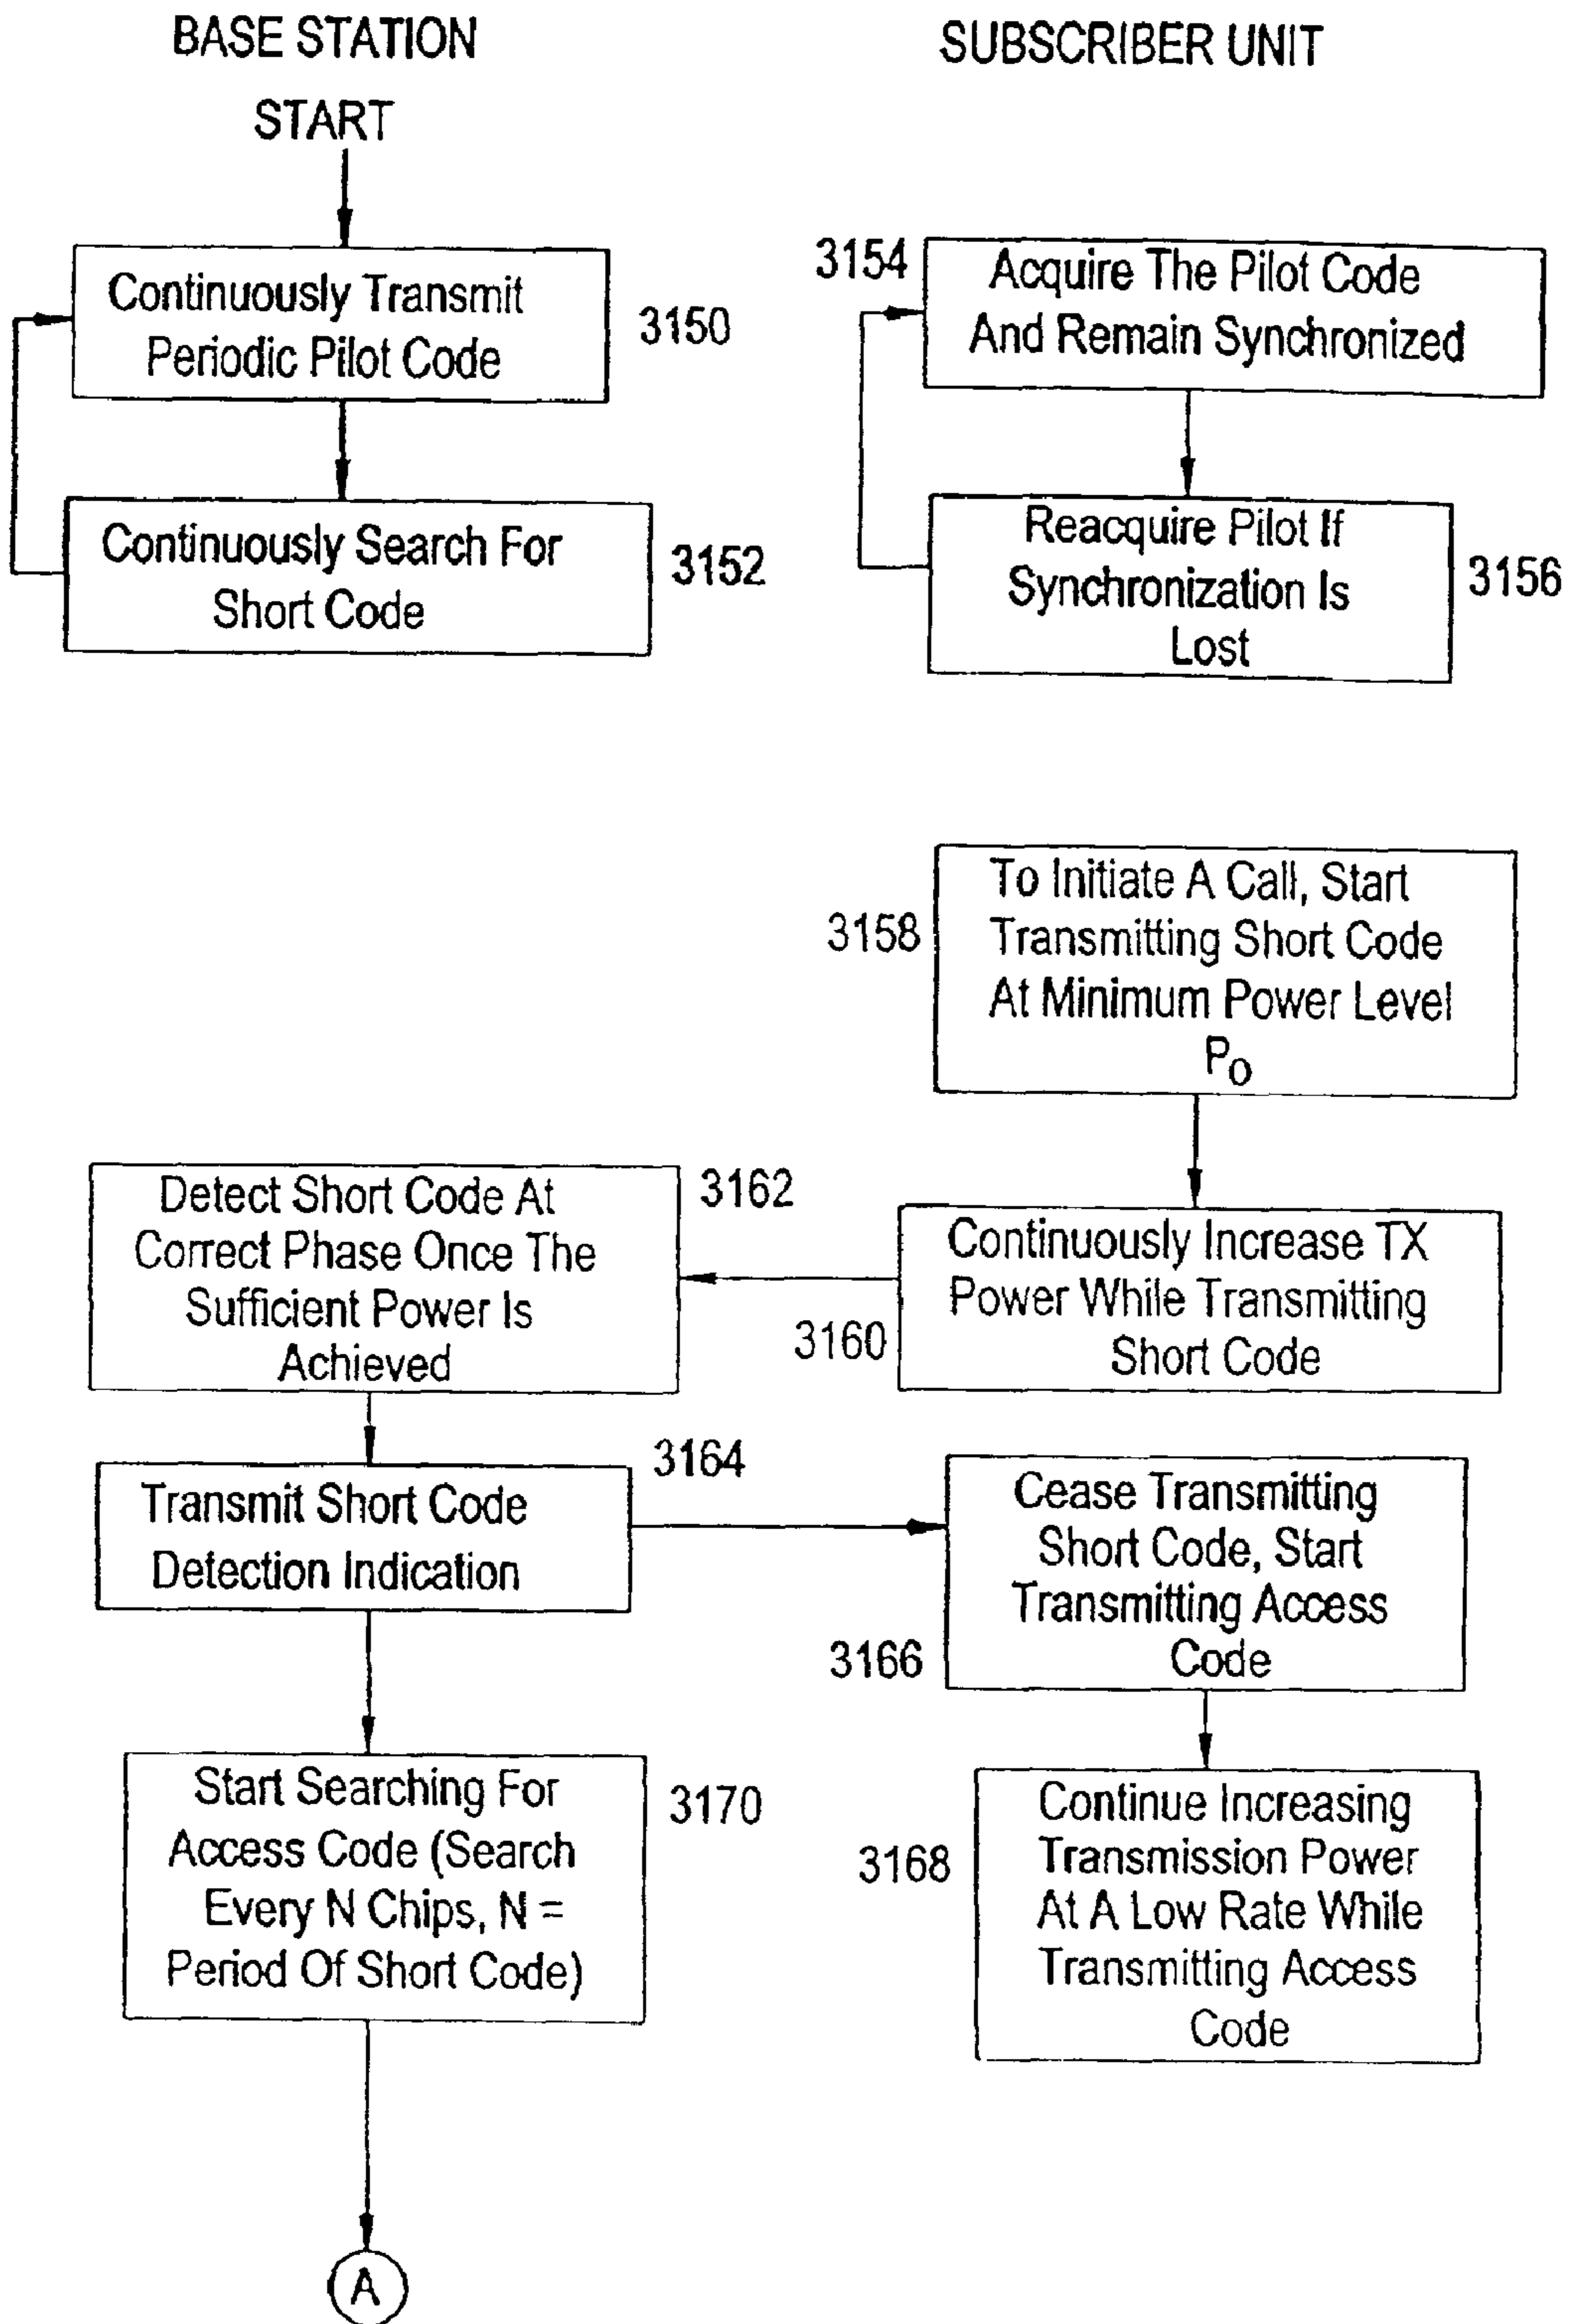 BASE STATION
SUBSCRIBER UNIT
START
Continuously Transmit
Periodic Pilot Code
3150
3154
Acquire The Pilot Code
And Remain Synchronized
Continuously Search For
Short Code
3152
Reacquire Pilot If
Synchronization Is
Lost
3156
3158
To Initiate A Call, Start
Transmitting Short Code
At Minimum Power Level
P0
Detect Short Code At
Correct Phase Once The
Sufficient Power Is
Achieved
3162
3160
Continuously Increase TX
Power While Transmitting
Short Code
Transmit Short Code
Detection Indication
3164
3166
Cease Transmitting
Short Code, Start
Transmitting Access
Code
Start Searching For
Access Code (Search
Every N Chips, N =
Period Of Short Code)
3170
3168
Continue Increasing
Transmission Power
At A Low Rate While
Transmitting Access
Code
A